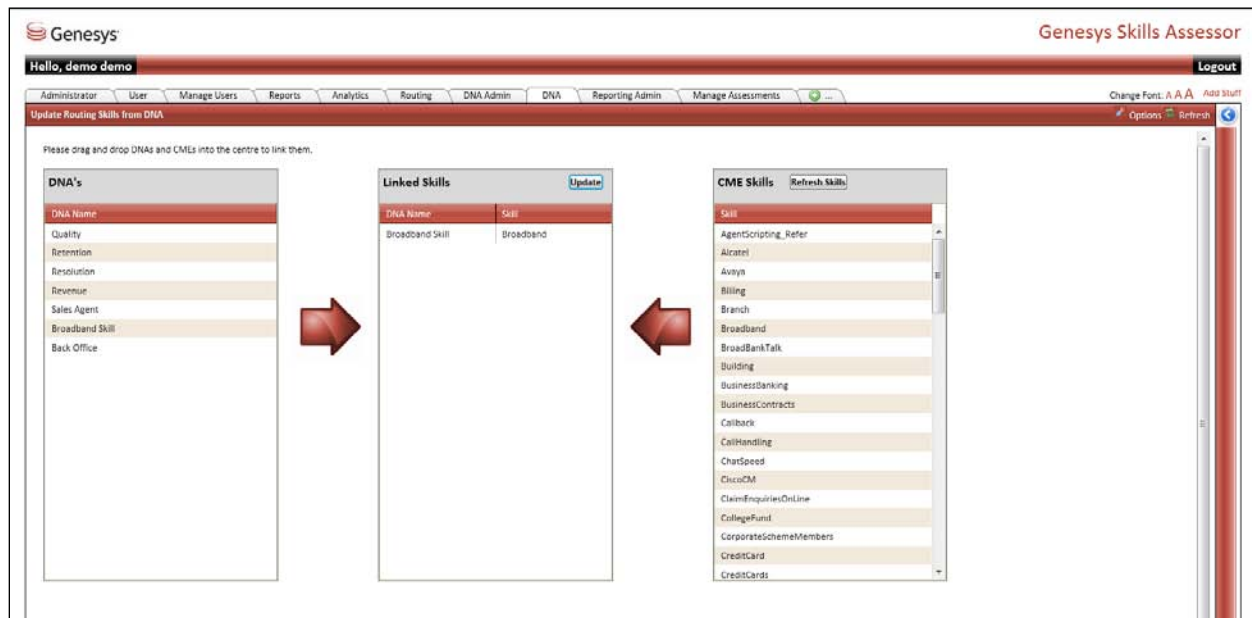 Genesys
Genesys Skills Assessor
Hello, demo demo
Logout
Administrator User Manage Users Reports Analytics Routing DNA Admin DNA Reporting Admin Manage Assessments ...
Change Font: A A A Add Stuff
Update Routing Skills from DNA
Options Refresh
Please drag and drop DNAs and CMEs into the centre to link them.
DNA's
DNA Name
Quality
Retention
Resolution
Revenue
Sales Agent
Broadband Skill
Back Office
Linked Skills Update
DNA Name Skill
Broadband Skill Broadband
CME Skills Refresh Skills
Skill
AgentScripting_Refer
Alcatel
Avaya
Billing
Branch
Broadband
BroadBankTalk
Building
BusinessBanking
BusinessContracts
Callback
CallHandling
ChatSpeed
CiscoCM
ClaimEnquiriesOnLine
CollegeFund
CorporateSchemeMembers
CreditCard
CreditCards